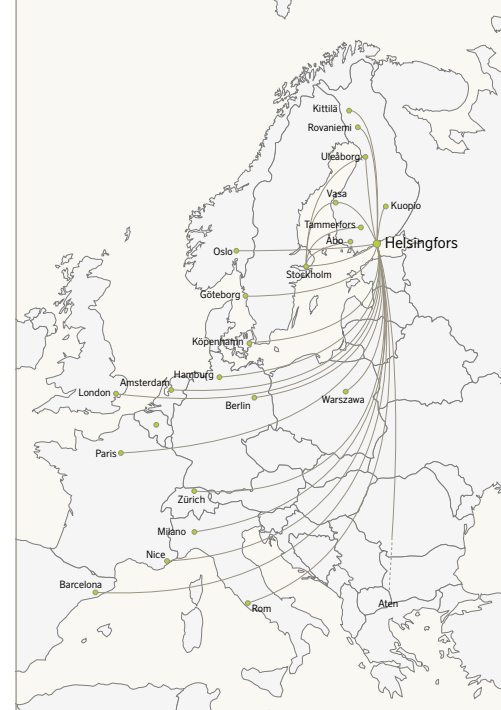 Kittilä
Rovaniemi
Uleåborg
Vasa
Kuopio
Tammerfors
Åbo
Helsingfors
Oslo
Stockholm
Göteborg
Köpenhamn
Hamburg
Amsterdam
London
Berlin
Warszawa
Paris
Zürich
Milano
Nice
Barcelona
Aten
Rom